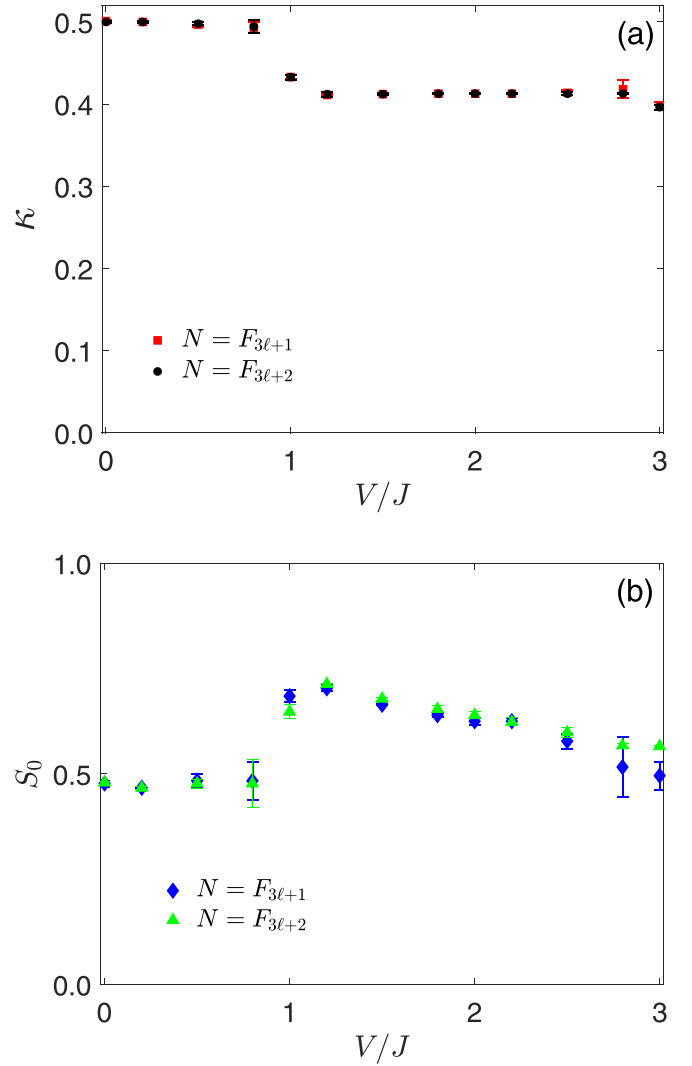 (a)
0.5
0.4
0.3
0.2
0.1
0.0
κ
N = F₃ℓ₊₁
N = F₃ℓ₊₂
0 1 2 3
V/J
(b)
1.0
0.5
0.0
S₀
N = F₃ℓ₊₁
N = F₃ℓ₊₂
0 1 2 3
V/J